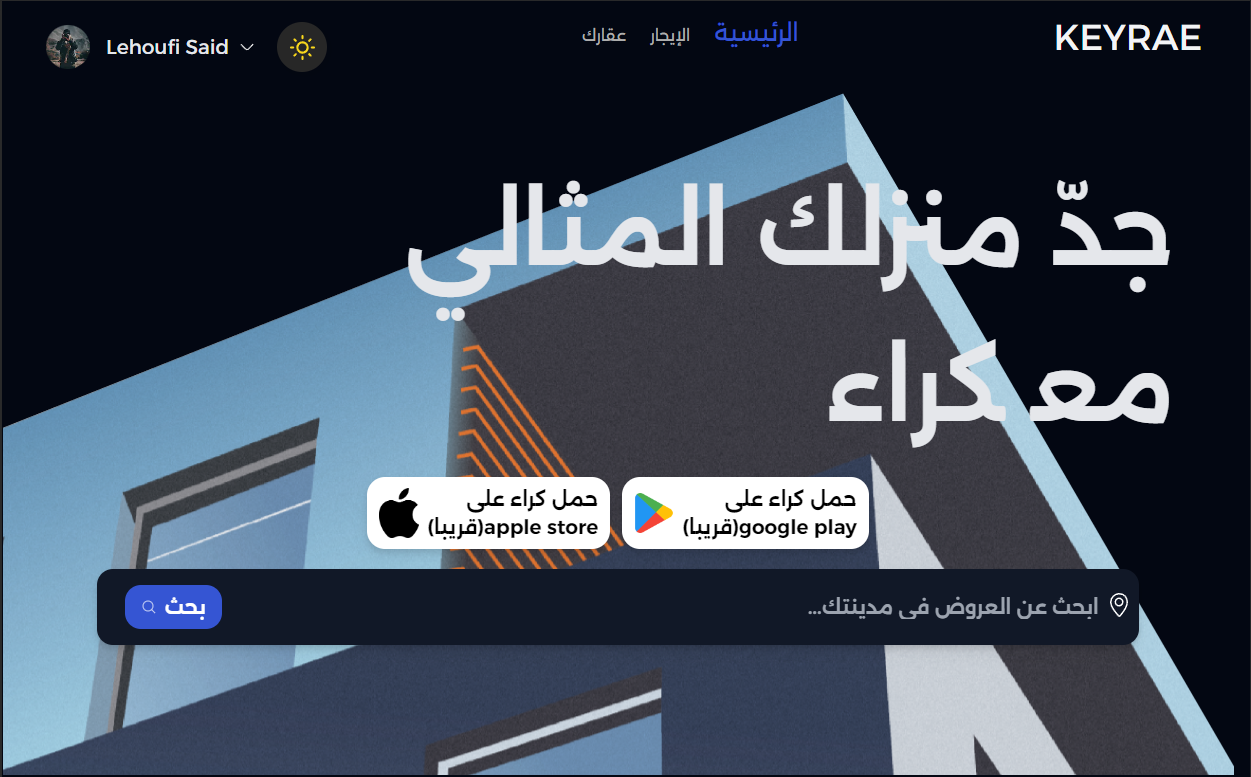 KEYRAE
الرئيسية
الإيجار
عقارك
Lehoufi Said
جدّ منزلك المثالي
مع كراء
حمل كراء على
google play(قريبا)
حمل كراء على
apple store(قريبا)
ابحث عن العروض في مدينتك...
بحث